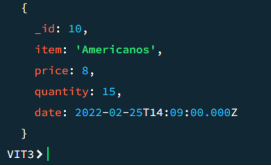 {
_id: 10,
item: 'Americanos',
price: 8,
quantity: 15,
date: 2022-02-25T14:09:00.000Z
}
VIT3>